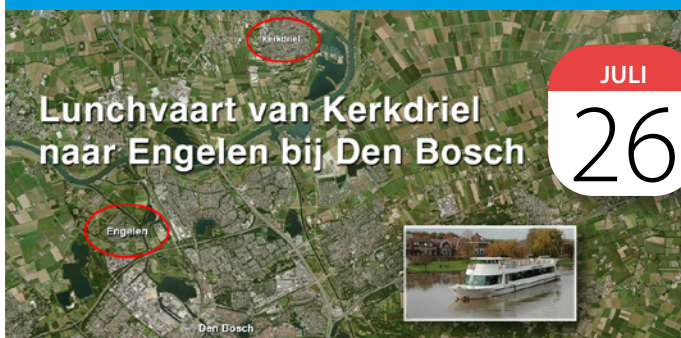 Kerkdriel
JULI
26
Lunchvaart van Kerkdriel
naar Engelen bij Den Bosch
Engelen
Den Bosch